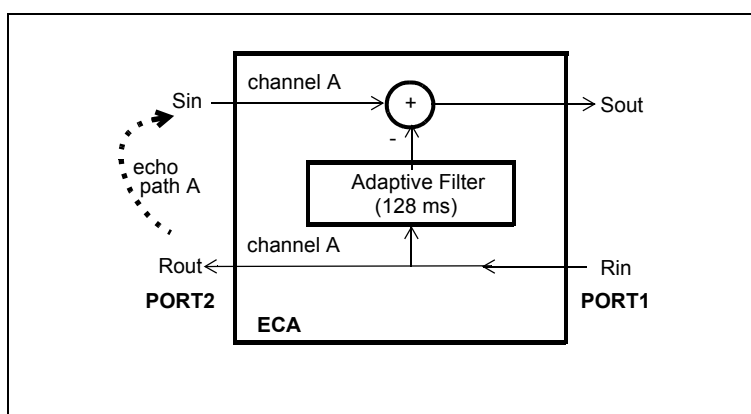 channel A
Sin
+
Sout
-
echo
path A
Adaptive Filter
(128 ms)
channel A
Rout
Rin
PORT2
PORT1
ECA